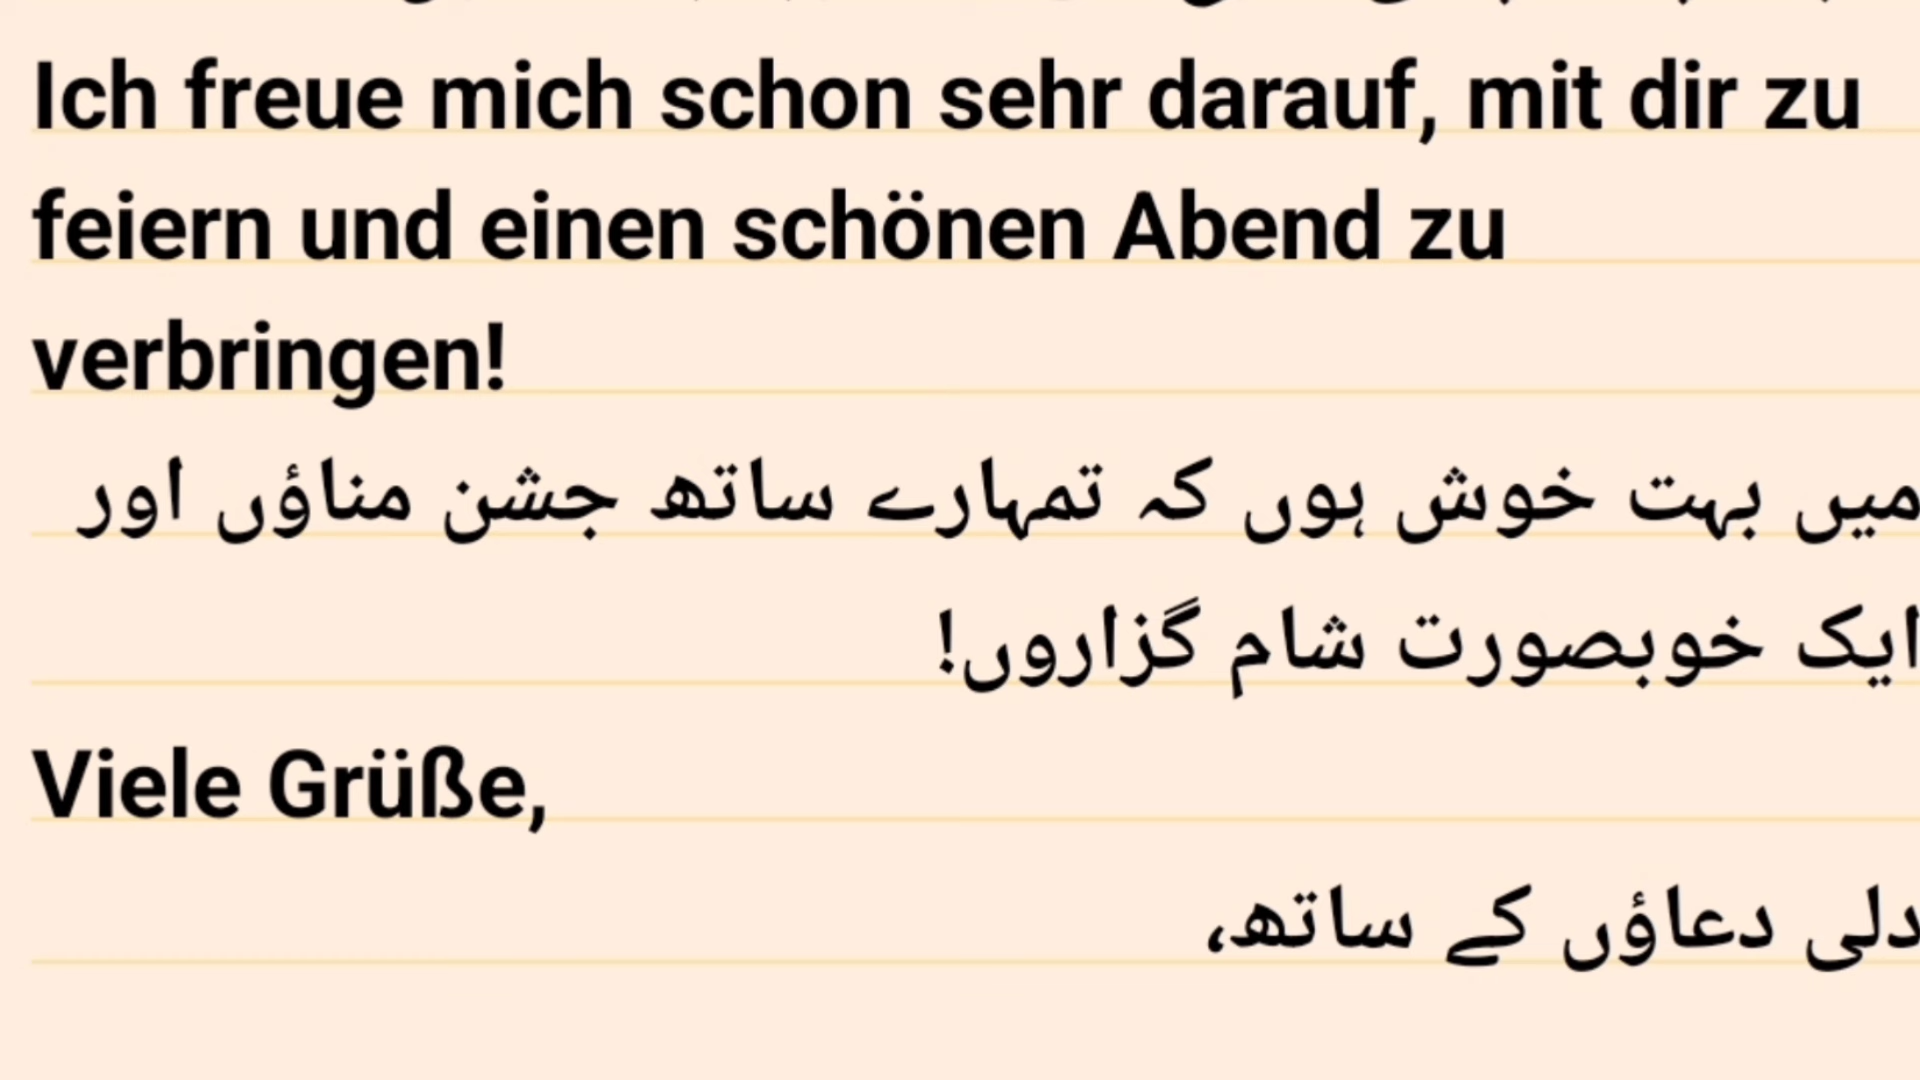 Ich freue mich schon sehr darauf, mit dir zu
feiern und einen schönen Abend zu
verbringen!
میں بہت خوش ہوں کہ تمہارے ساتھ جشن مناؤں اور
ایک خوبصورت شام گزاروں!
Viele Grüße,
دلی دعاؤں کے ساتھ،